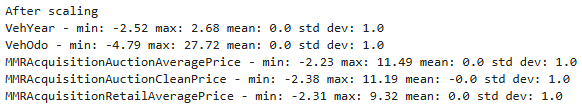 After scaling
VehYear - min: -2.52 max: 2.68 mean: 0.0 std dev: 1.0
VehOdo - min: -4.79 max: 27.72 mean: 0.0 std dev: 1.0
MMRAcquisitionAuctionAveragePrice - min: -2.23 max: 11.49 mean: 0.0 std dev: 1.0
MMRAcquisitionAuctionCleanPrice - min: -2.38 max: 11.19 mean: -0.0 std dev: 1.0
MMRAcquisitionRetailAveragePrice - min: -2.31 max: 9.32 mean: 0.0 std dev: 1.0